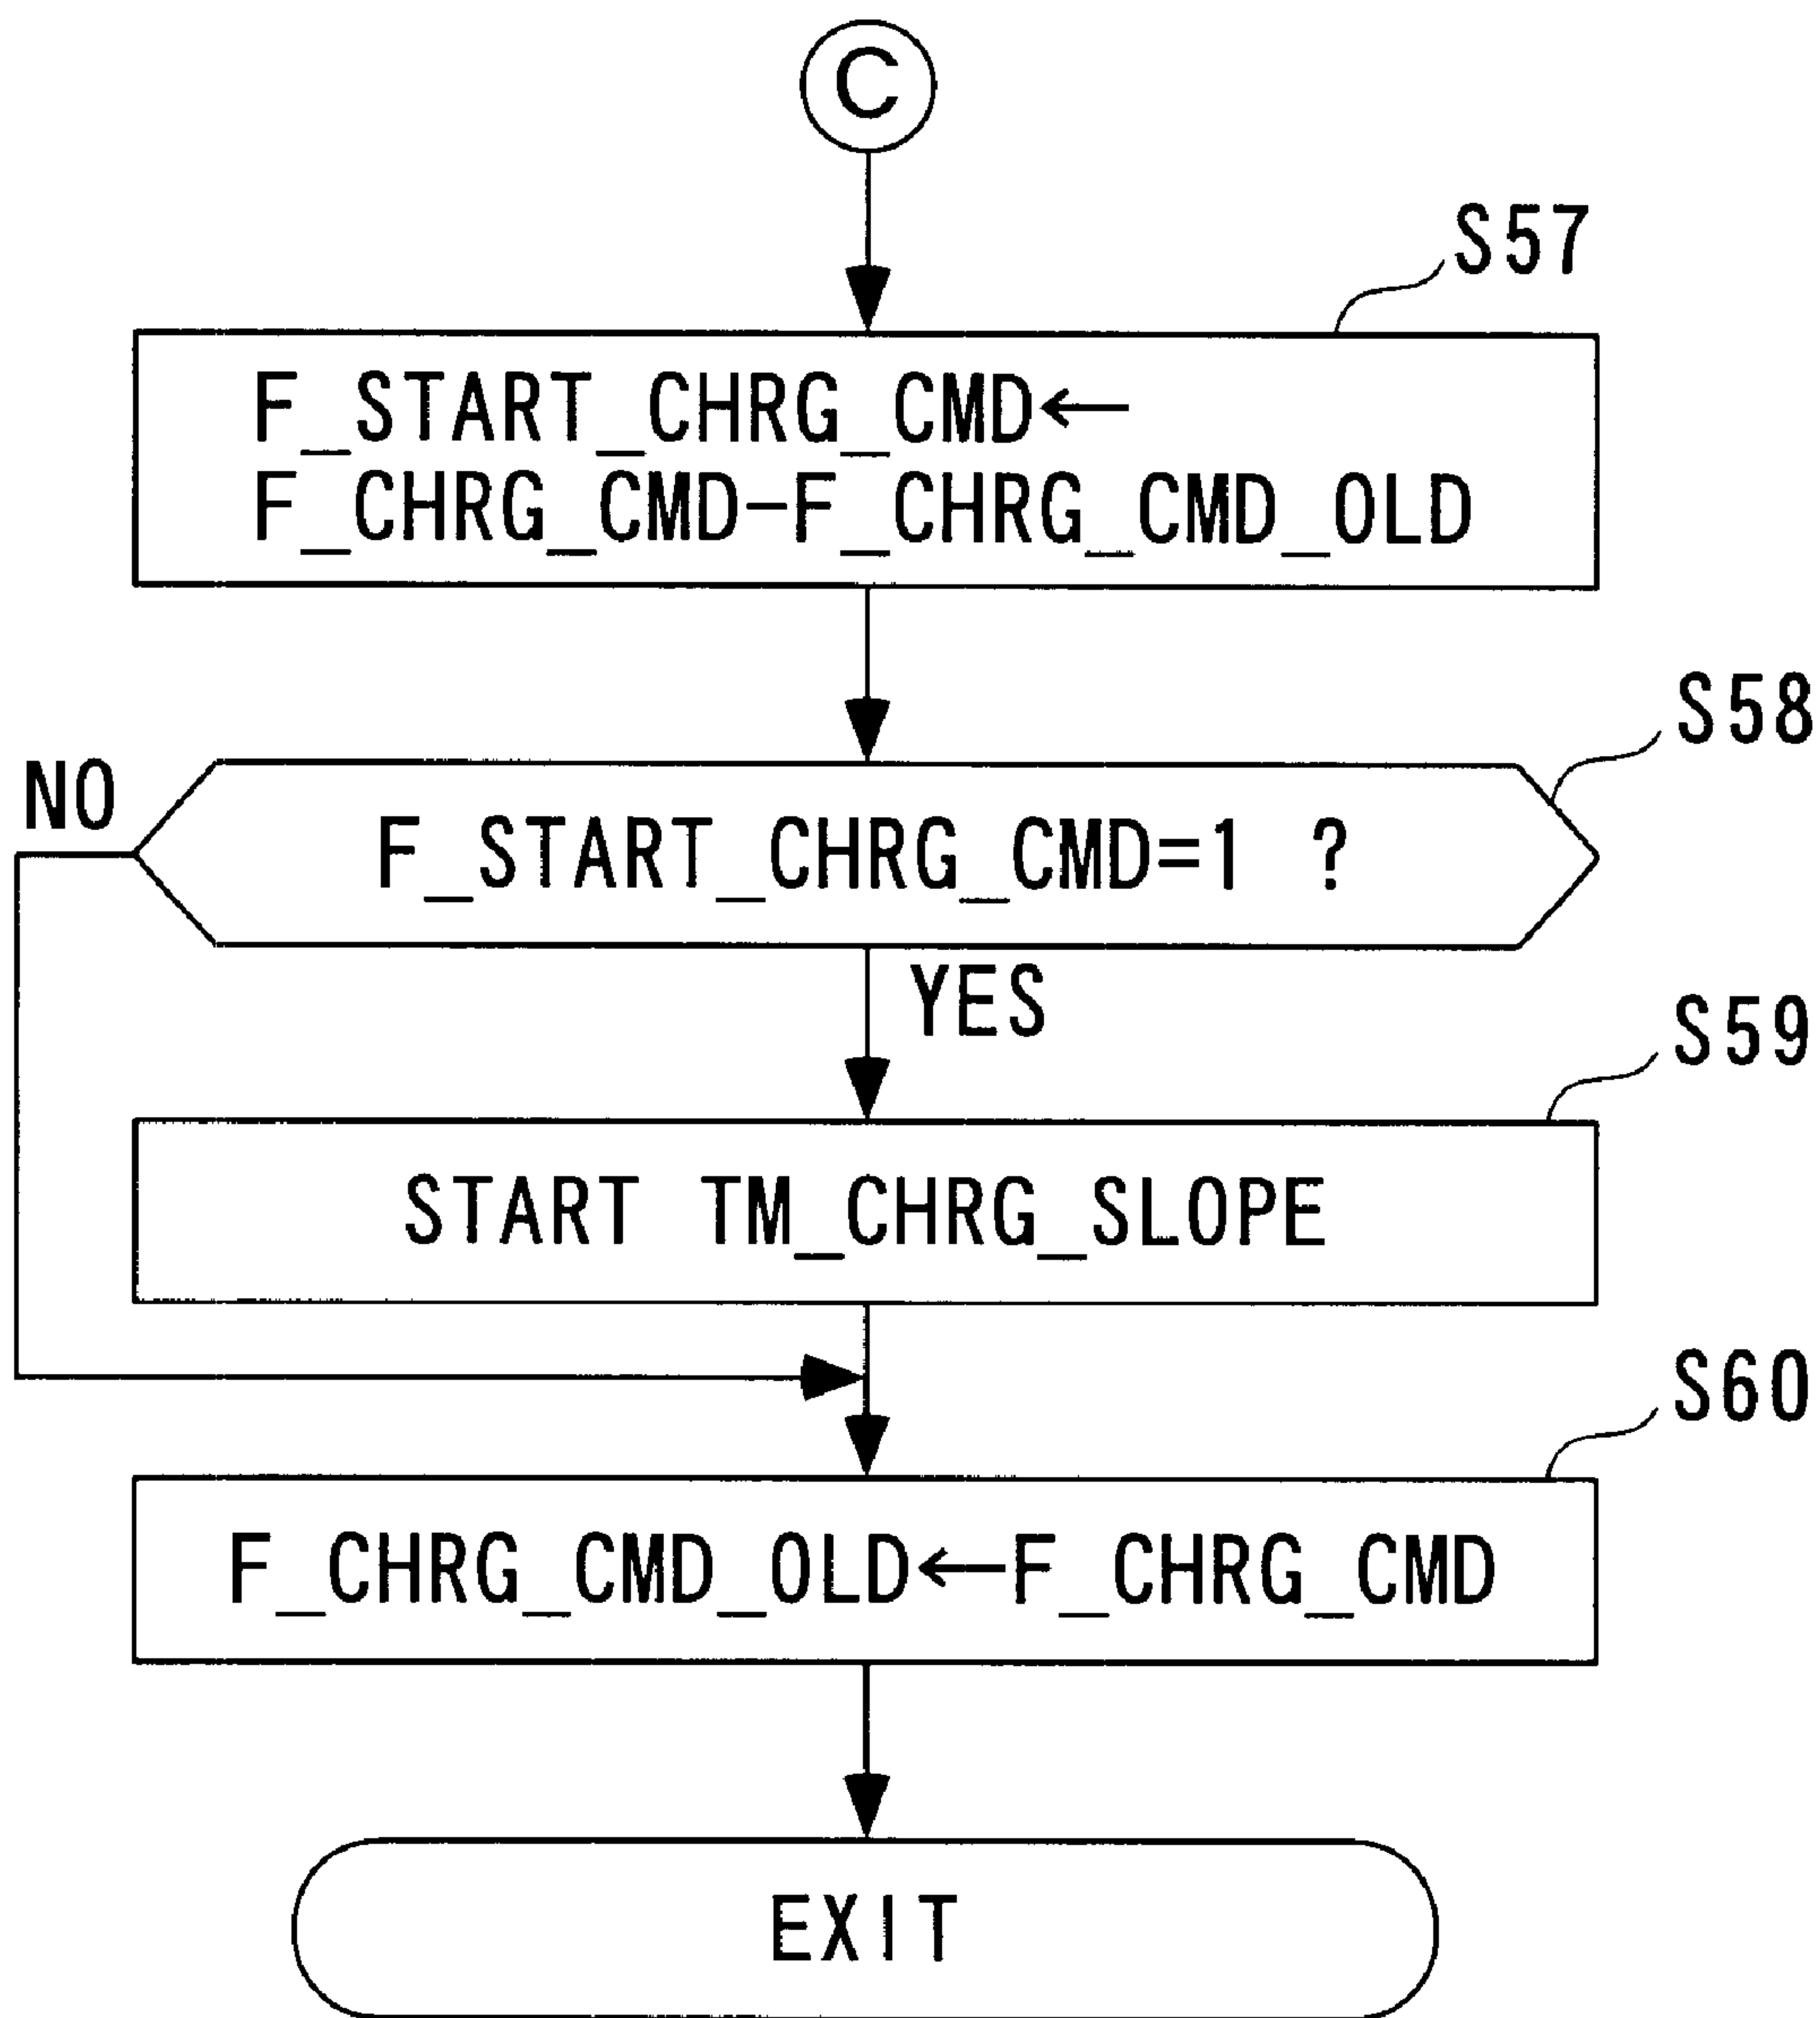 C
S57
F_START_CHRG_CMD←
F_CHRG_CMD−F_CHRG_CMD_OLD
S58
NO
F_START_CHRG_CMD=1 ?
YES
S59
START TM_CHRG_SLOPE
S60
F_CHRG_CMD_OLD←F_CHRG_CMD
EXIT